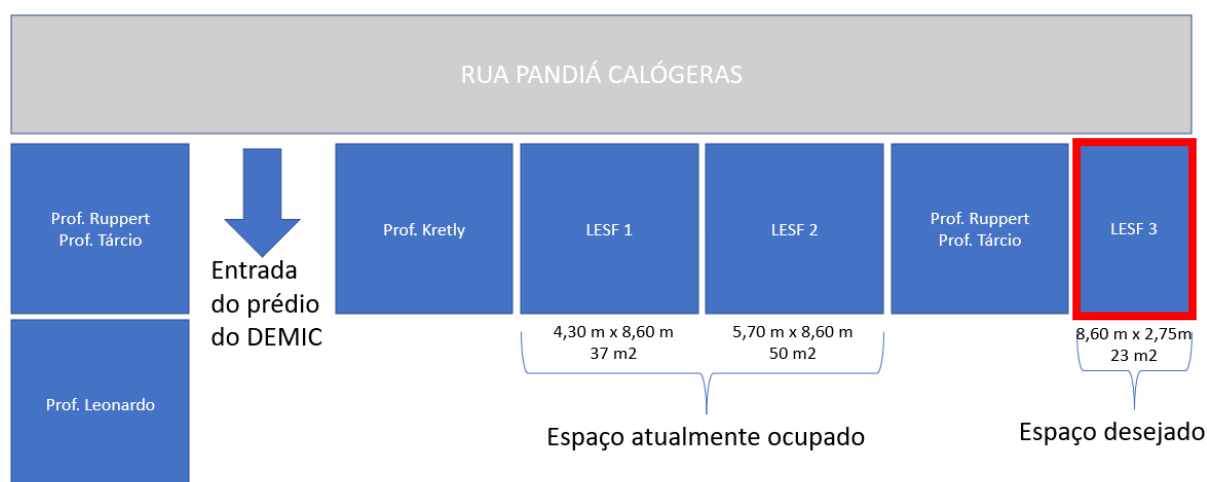 RUA PANDIÁ CALÓGERAS
Prof. Ruppert
Prof. Tárcio
Entrada
do prédio
do DEMIC
Prof. Kretly
LESF 1
LESF 2
Prof. Ruppert
Prof. Tárcio
LESF 3
4,30 m x 8,60 m
37 m2
5,70 m x 8,60 m
50 m2
8,60 m x 2,75m
23 m2
Prof. Leonardo
Espaço atualmente ocupado
Espaço desejado